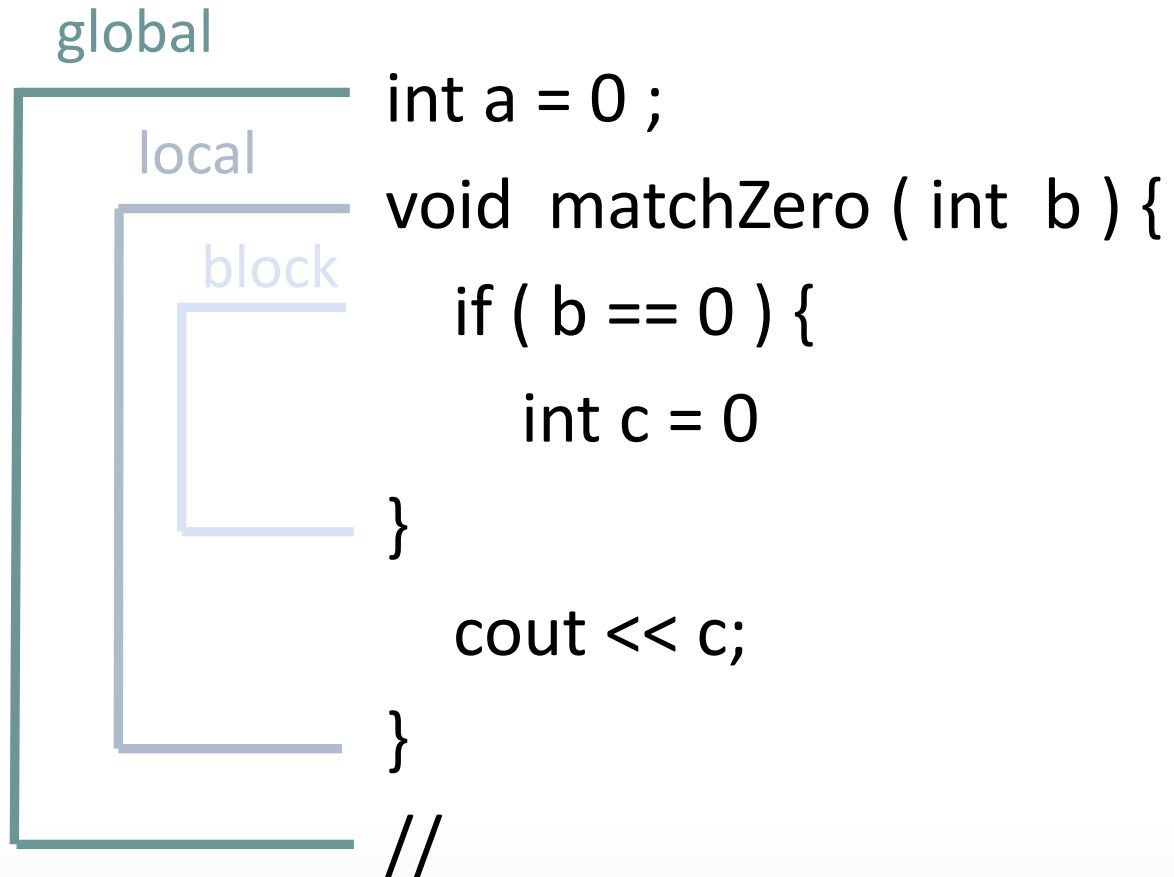 global
int a = 0 ;
local
void matchZero ( int b ) {
block
if ( b == 0 ) {
int c = 0
}
cout << c;
}
//